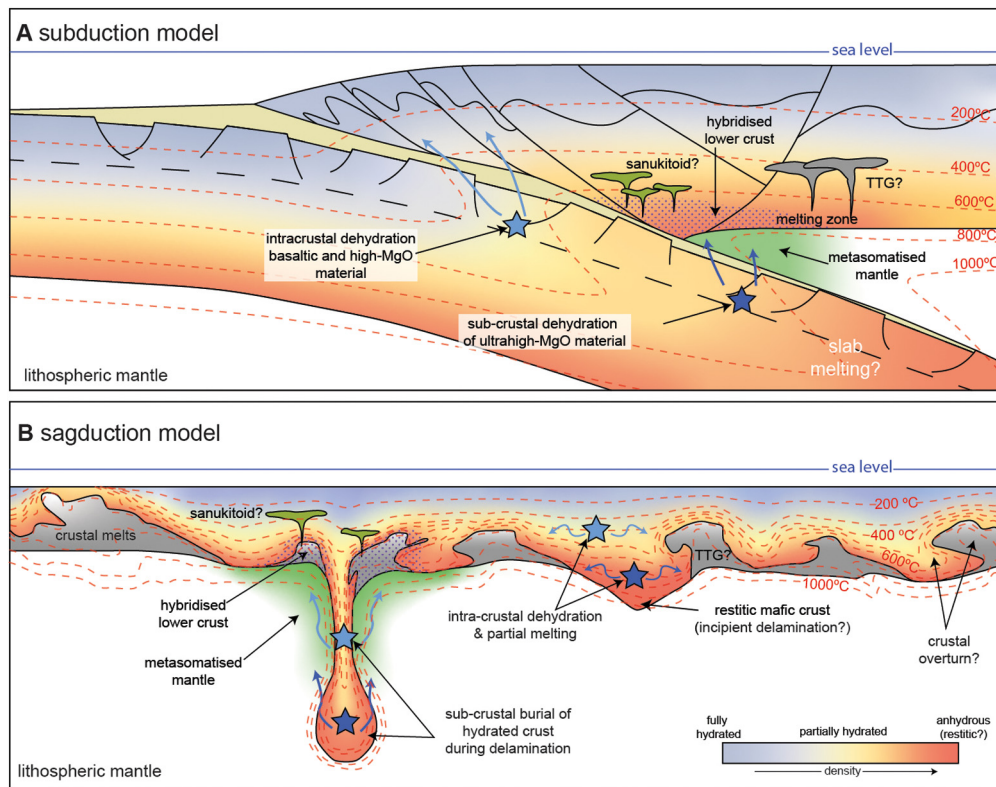 A subduction model
sea level
200ºC
hybridised
lower crust
sanukitoid?
400ºC
TTG?
600ºC
melting zone
800ºC
intracrustal dehydration
basaltic and high-MgO
material
metasomatised
mantle
1000ºC
sub-crustal dehydration
of ultrahigh-MgO material
slab
melting?
lithospheric mantle
B sagduction model
sea level
200 ºC
sanukitoid?
crustal melts
400 ºC
TTG?
600ºC
1000ºC
hybridised
lower crust
intra-crustal dehydration
& partial melting
restitic mafic crust
(incipient delamination?)
crustal
overturn?
metasomatised
mantle
sub-crustal burial of
hydrated crust
during delamination
fully
hydrated
partially hydrated
anhydrous
(restitic?)
density
lithospheric mantle